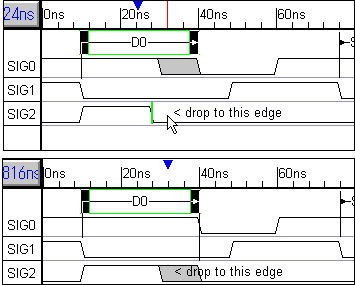 24ns 0ns 20ns 40ns 60ns
D0
SIG0
SIG1
SIG2 < drop to this edge
816ns 0ns 20ns 40ns 60ns
D0
SIG0
SIG1
SIG2 < drop to this edge